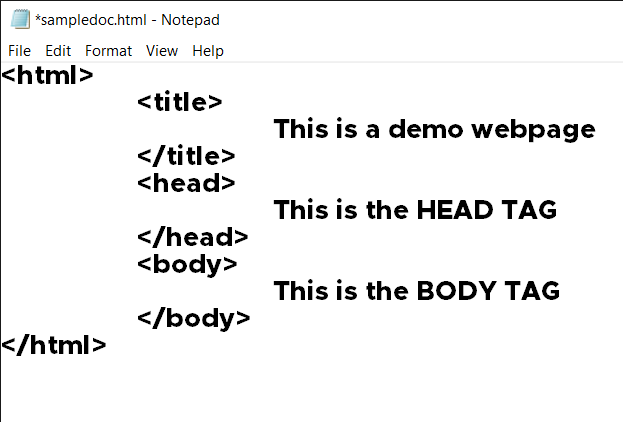 *sampledoc.html - Notepad
File Edit Format View Help
<html>
<title>
This is a demo webpage
</title>
<head>
This is the HEAD TAG
</head>
<body>
This is the BODY TAG
</body>
</html>